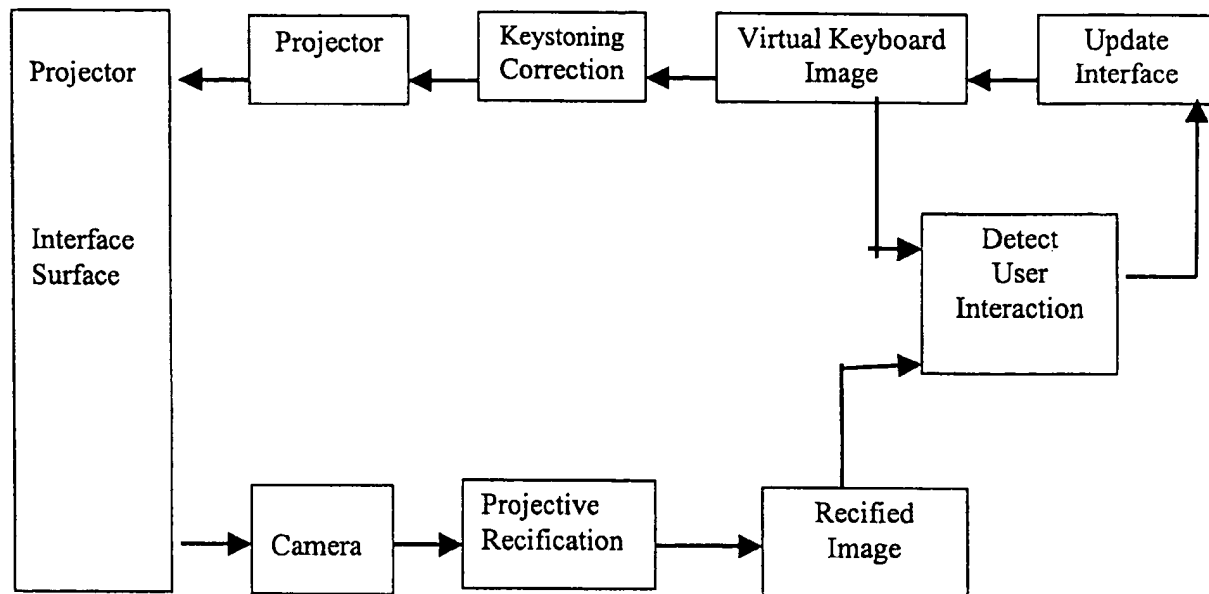 Projector
Interface
Surface
Projector
Keystoning
Correction
Virtual Keyboard
Image
Update
Interface
Detect
User
Interaction
Camera
Projective
Recification
Recified
Image